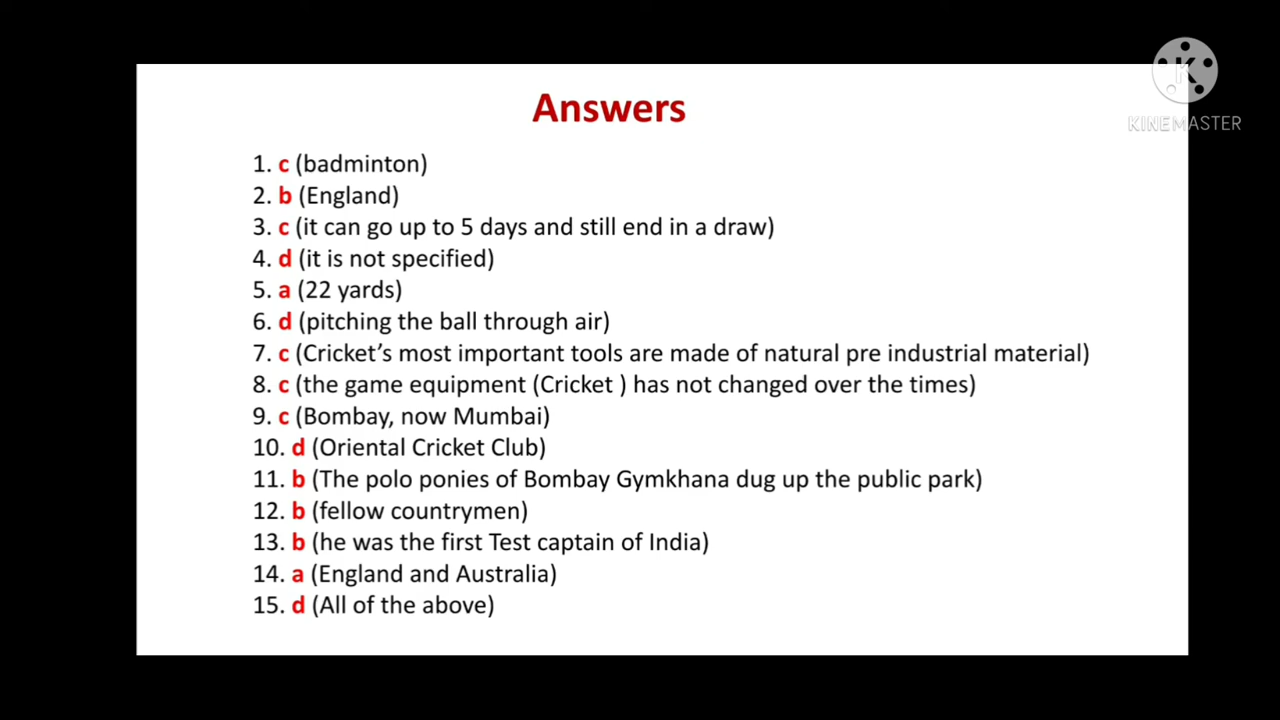 KINEMASTER
Answers
1. c (badminton)
2. b (England)
3. c (it can go up to 5 days and still end in a draw)
4. d (it is not specified)
5. a (22 yards)
6. d (pitching the ball through air)
7. c (Cricket’s most important tools are made of natural pre industrial material)
8. c (the game equipment (Cricket ) has not changed over the times)
9. c (Bombay, now Mumbai)
10. d (Oriental Cricket Club)
11. b (The polo ponies of Bombay Gymkhana dug up the public park)
12. b (fellow countrymen)
13. b (he was the first Test captain of India)
14. a (England and Australia)
15. d (All of the above)